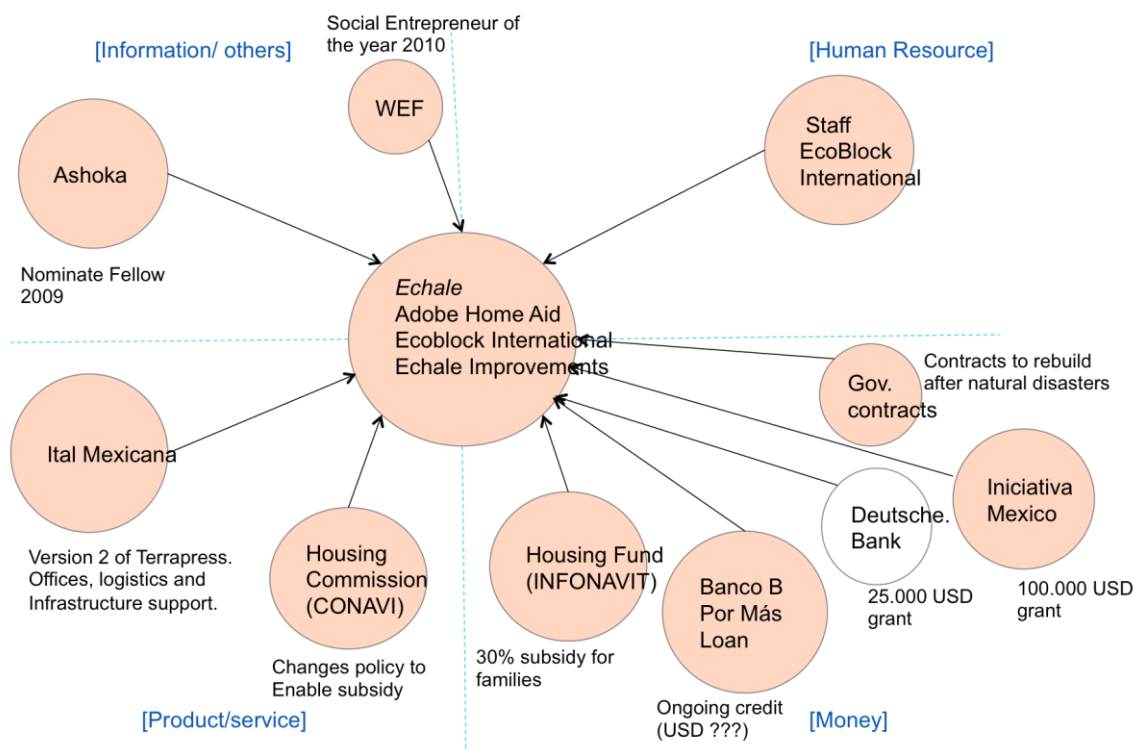 Social Entrepreneur of
the year 2010
[Information/ others]
[Human Resource]
WEF
Staff
EcoBlock
International
Ashoka
Nominate Fellow
2009
Echale
Adobe Home Aid
Ecoblock International
Echale Improvements
Gov.
contracts
Contracts to rebuild
after natural disasters
Ital Mexicana
Version 2 of Terrapress.
Offices, logistics and
Infrastructure support.
Housing
Commission
(CONAVI)
Changes policy to
Enable subsidy
Housing Fund
(INFONAVIT)
30% subsidy for
families
Banco B
Por Más
Loan
Ongoing credit
(USD ???)
Deutsche.
Bank
25.000 USD
grant
Iniciativa
Mexico
100.000 USD
grant
[Product/service]
[Money]